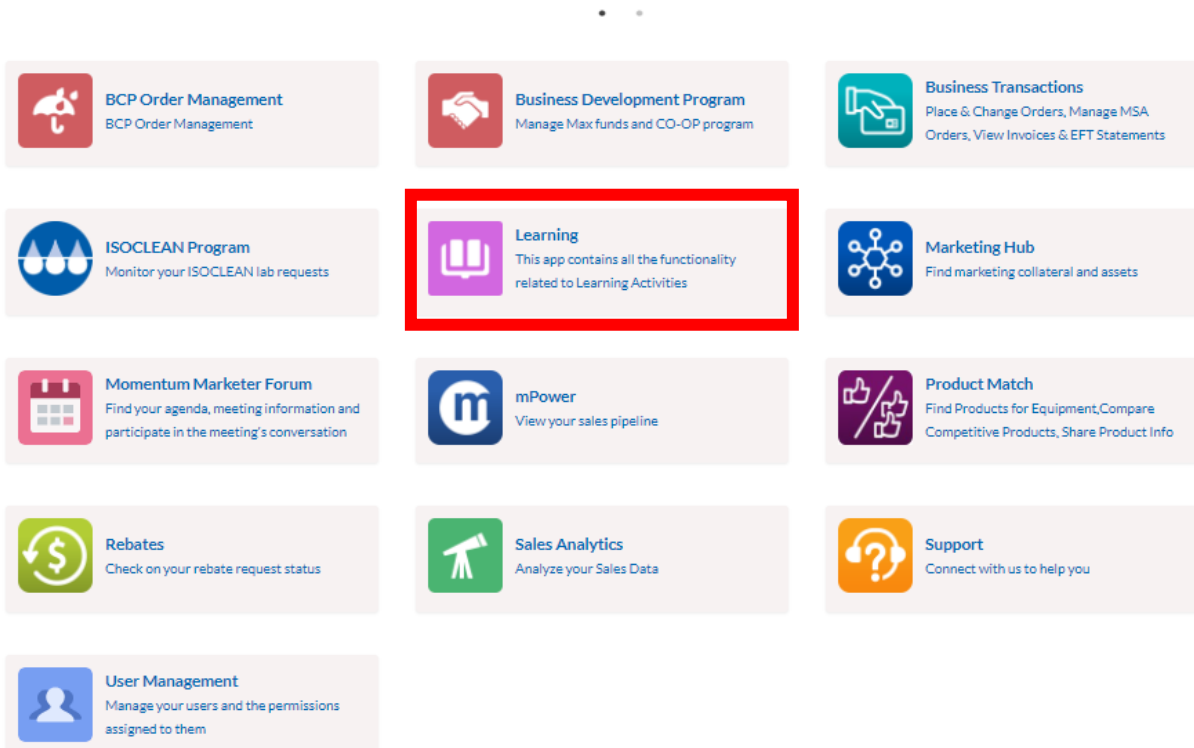 BCP Order Management
BCP Order Management
Business Development Program
Manage Max funds and CO-OP program
Business Transactions
Place & Change Orders, Manage MSA
Orders, View Invoices & EFT Statements
ISOCLEAN Program
Monitor your ISOCLEAN lab requests
Learning
This app contains all the functionality
related to Learning Activities
Marketing Hub
Find marketing collateral and assets
Momentum Marketer Forum
Find your agenda, meeting information and
participate in the meeting's conversation
m
mPower
View your sales pipeline
Product Match
Find Products for Equipment,Compare
Competitive Products, Share Product Info
$
Rebates
Check on your rebate request status
Sales Analytics
Analyze your Sales Data
?
Support
Connect with us to help you
User Management
Manage your users and the permissions
assigned to them